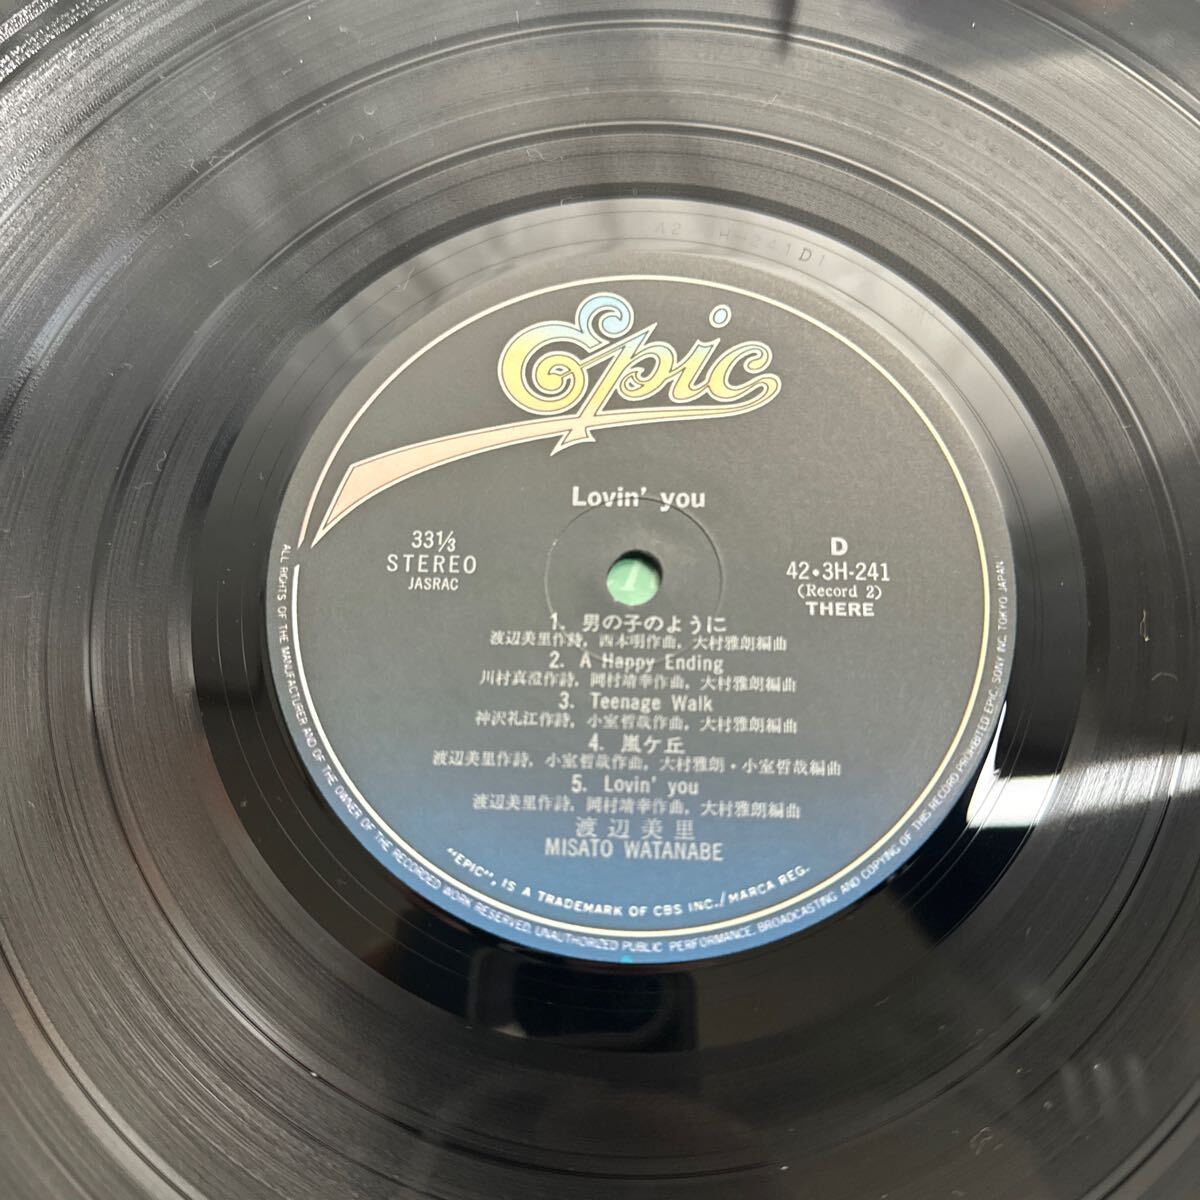 42 3H-241 D1
Epic
Lovin' you
33⅓
STEREO
JASRAC
D
42・3H-241
(Record 2)
THERE
1. 男の子のように
渡辺美里作詩, 西本明作曲, 大村雅朗編曲
2. A Happy Ending
川村真澄作詩, 岡村靖幸作曲, 大村雅朗編曲
3. Teenage Walk
神沢礼江作詩, 小室哲哉作曲, 大村雅朗編曲
4. 嵐ケ丘
渡辺美里作詩, 小室哲哉作曲, 大村雅朗・小室哲哉編曲
5. Lovin' you
渡辺美里作詩, 岡村靖幸作曲, 大村雅朗編曲
渡辺美里
MISATO WATANABE
"EPIC", IS A TRADEMARK OF CBS INC./MARCA REG.
ALL RIGHTS OF THE MANUFACTURER AND OF THE OWNER OF THE RECORDED WORK RESERVED. UNAUTHORIZED PUBLIC PERFORMANCE, BROADCASTING AND COPYING OF THIS RECORD PROHIBITED EPIC, SONY INC. TOKYO JAPAN